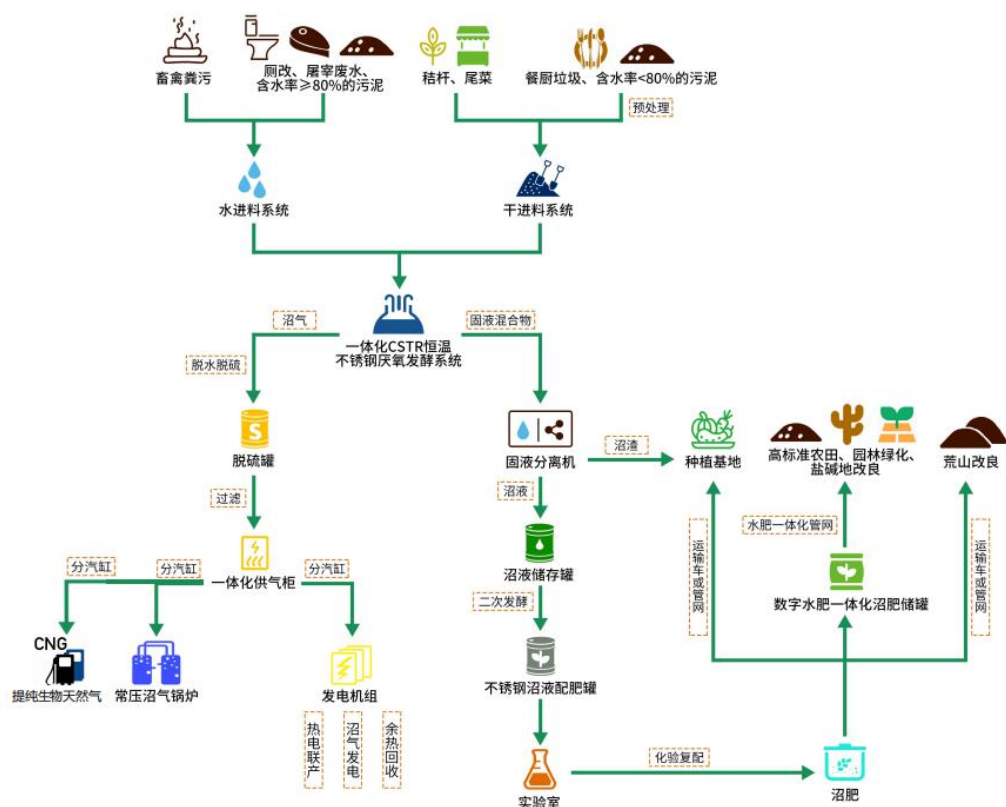 畜禽粪污
厕改、屠宰废水、
含水率≥80%的污泥
秸秆、尾菜
餐厨垃圾、含水率<80%的污泥
预处理
水进料系统
干进料系统
沼气
固液混合物
一体化CSTR恒温
不锈钢厌氧发酵系统
脱水脱硫
S
脱硫罐
固液分离机
沼渣
种植基地
高标准农田、园林绿化、
盐碱地改良
荒山改良
过滤
沼液
水肥一体化管网
运输车或管网
运输车或管网
分汽缸
分汽缸
分汽缸
一体化供气柜
沼液储存罐
数字水肥一体化沼肥储罐
二次发酵
CNG
提纯生物天然气
常压沼气锅炉
发电机组
不锈钢沼液配肥罐
热电联产
沼气发电
余热回收
化验复配
实验室
沼肥